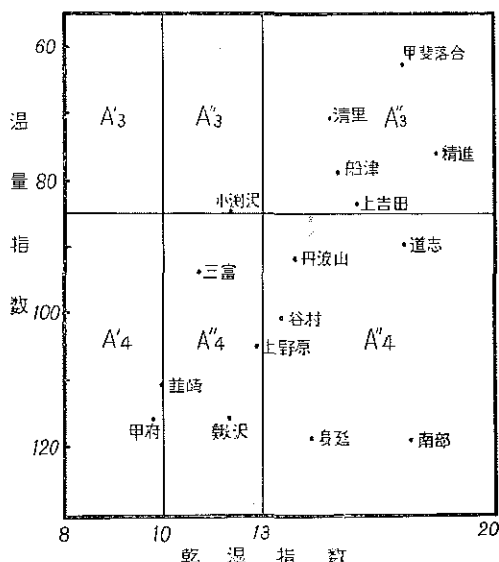 60
甲斐落合
温
A'3
A"3
清里
A"3
精進
船津
量
80
小渕沢
上吉田
指
道志
丹波山
三富
数
100
谷村
A'4
A"4
上野原
A"4
韮崎
甲府
鰍沢
身延
南部
120
8
10
13
20
乾湿指数